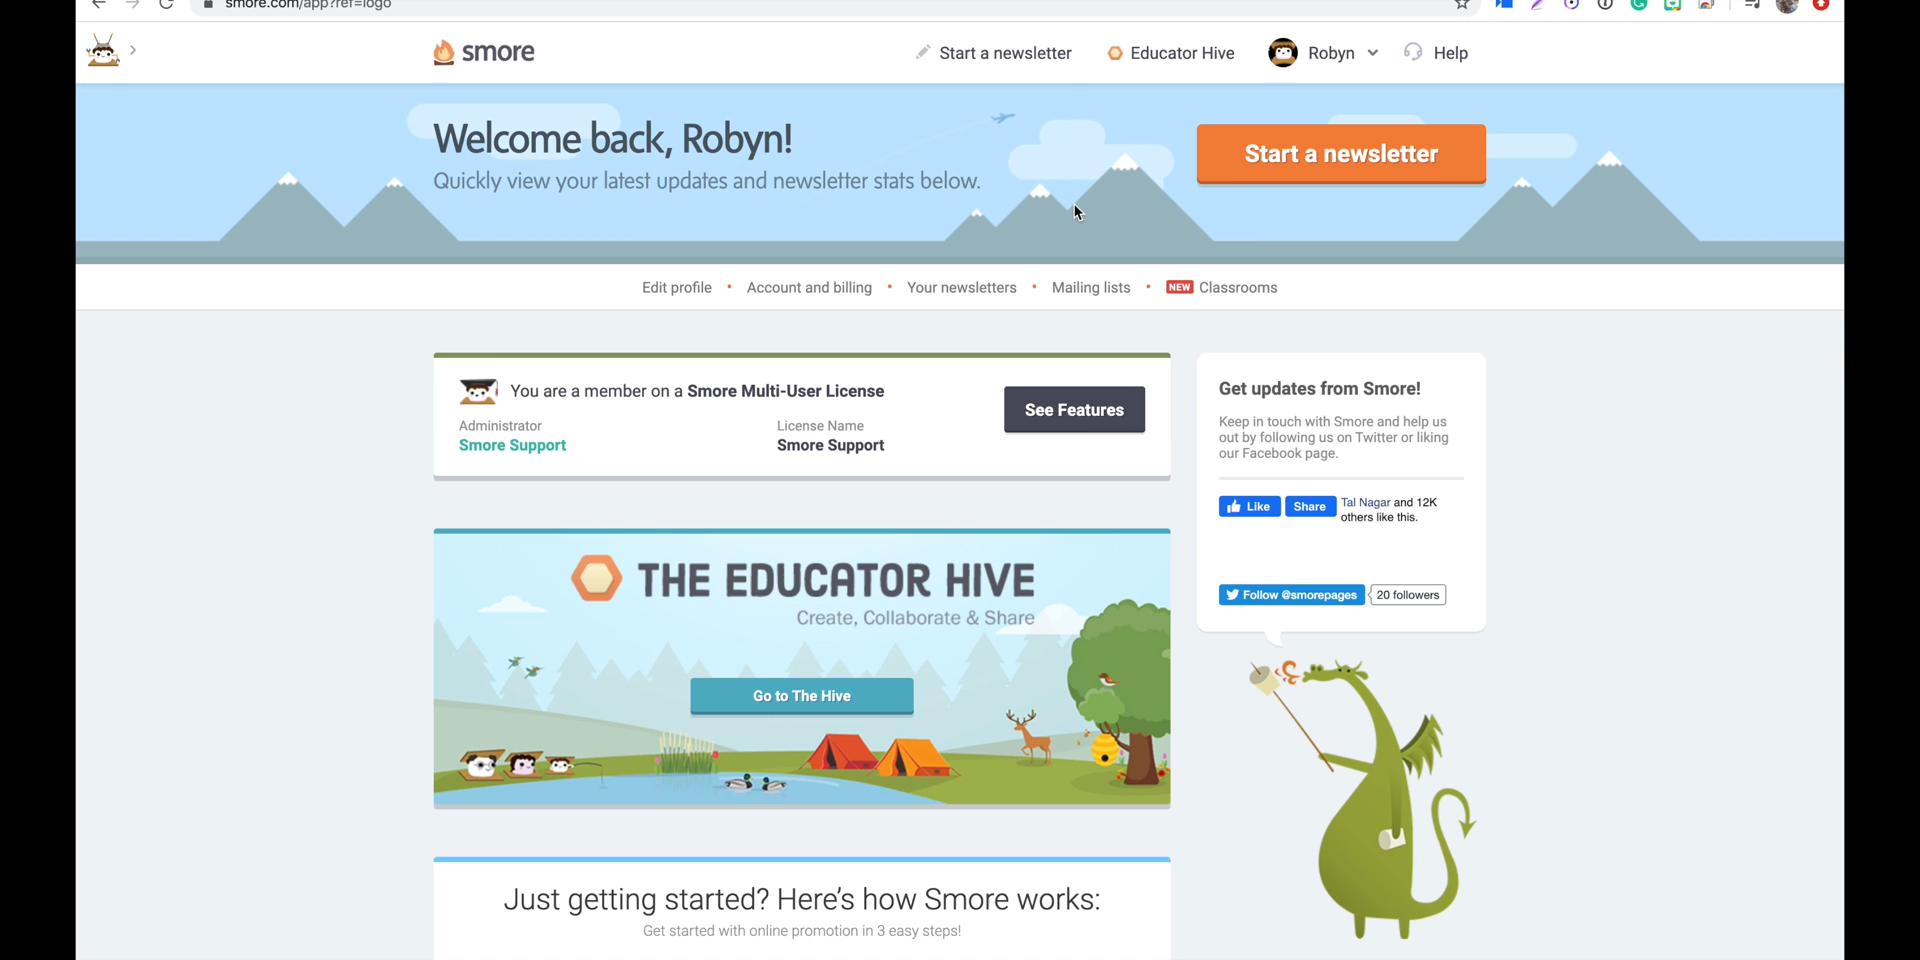 smore.com/app?ref=logo
smore
Start a newsletter
Educator Hive
Robyn
Help
Welcome back, Robyn!
Quickly view your latest updates and newsletter stats below.
Start a newsletter
Edit profile • Account and billing • Your newsletters • Mailing lists • NEW Classrooms
You are a member on a Smore Multi-User License
Administrator
Smore Support
License Name
Smore Support
See Features
THE EDUCATOR HIVE
Create, Collaborate & Share
Go to The Hive
Just getting started? Here's how Smore works:
Get started with online promotion in 3 easy steps!
Get updates from Smore!
Keep in touch with Smore and help us
out by following us on Twitter or liking
our Facebook page.
Like
Share
Tal Nagar and 12K
others like this.
Follow @smorepages
20 followers